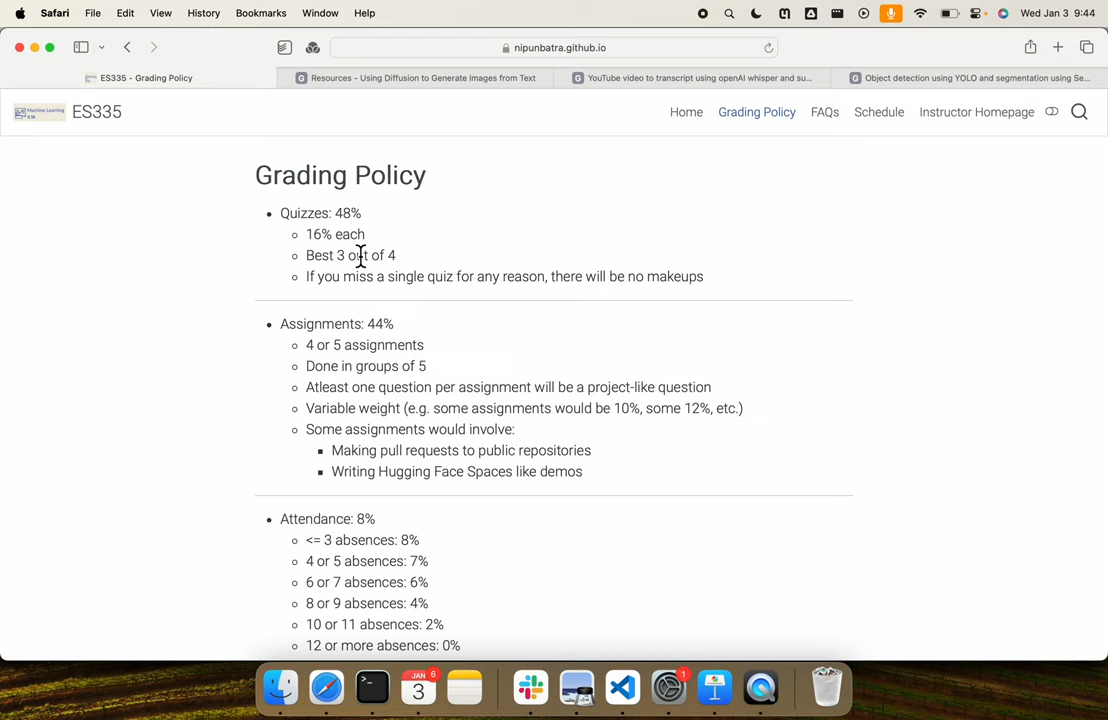 Safari File Edit View History Bookmarks Window Help Wed Jan 3 9:44
nipunbatra.github.io
ES335 - Grading Policy
Resources - Using Diffusion to Generate Images from Text
YouTube video to transcript using openAI whisper and su...
Object detection using YOLO and segmentation using Se...
Machine Learning
ES335
Home Grading Policy FAQs Schedule Instructor Homepage
Grading Policy
Quizzes: 48%
16% each
Best 3 out of 4
If you miss a single quiz for any reason, there will be no makeups
Assignments: 44%
4 or 5 assignments
Done in groups of 5
Atleast one question per assignment will be a project-like question
Variable weight (e.g. some assignments would be 10%, some 12%, etc.)
Some assignments would involve:
Making pull requests to public repositories
Writing Hugging Face Spaces like demos
Attendance: 8%
<= 3 absences: 8%
4 or 5 absences: 7%
6 or 7 absences: 6%
8 or 9 absences: 4%
10 or 11 absences: 2%
12 or more absences: 0%
JAN 6
3
1